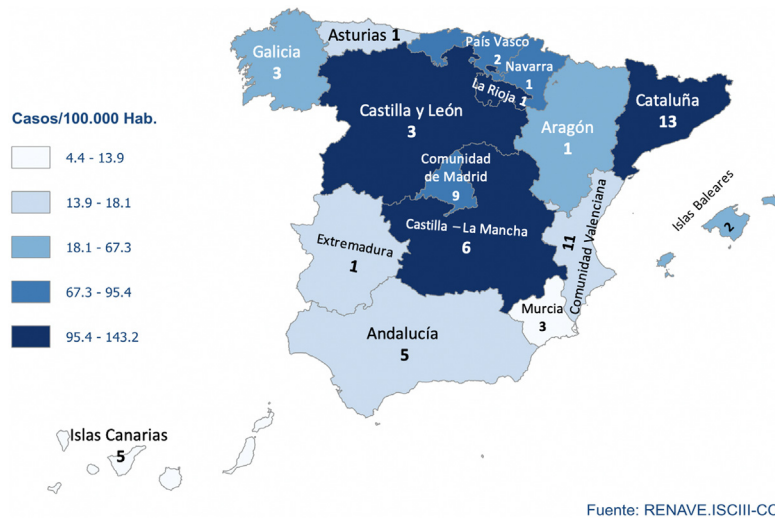 Asturias 1
Galicia
3
País Vasco
2
Navarra
1
La Rioja 1
Castilla y León
3
Cataluña
13
Aragón
1
Casos/100.000 Hab.
4.4 - 13.9
13.9 - 18.1
18.1 - 67.3
67.3 - 95.4
95.4 - 143.2
Comunidad
de Madrid
9
Castilla – La Mancha
6
Comunidad Valenciana
11
Islas Baleares
2
Extremadura
1
Murcia
3
Andalucía
5
Islas Canarias
5
Fuente: RENAVE.ISCIII-CC